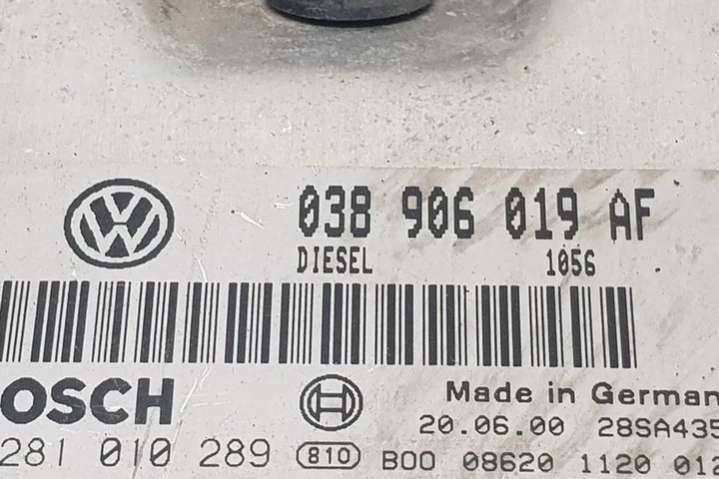 038 906 019 AF
DIESEL 1056
OSCH Made in German
20.06.00 28SA435
281 010 289 810 B00 08620 1120 012